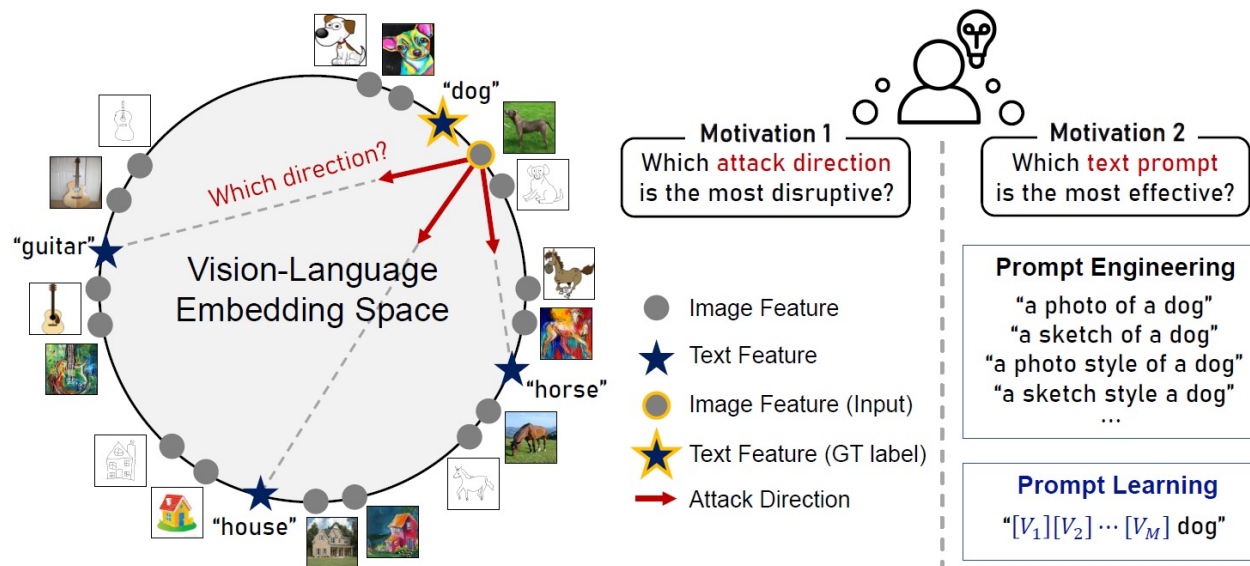 "dog"
Which direction?
"guitar"
Vision-Language
Embedding Space
"horse"
"house"
Image Feature
Text Feature
Image Feature (Input)
Text Feature (GT label)
Attack Direction
Motivation 1
Which attack direction
is the most disruptive?
Motivation 2
Which text prompt
is the most effective?
Prompt Engineering
"a photo of a dog"
"a sketch of a dog"
"a photo style of a dog"
"a sketch style a dog"
...
Prompt Learning
"[V₁][V₂] ⋯ [V_M] dog"